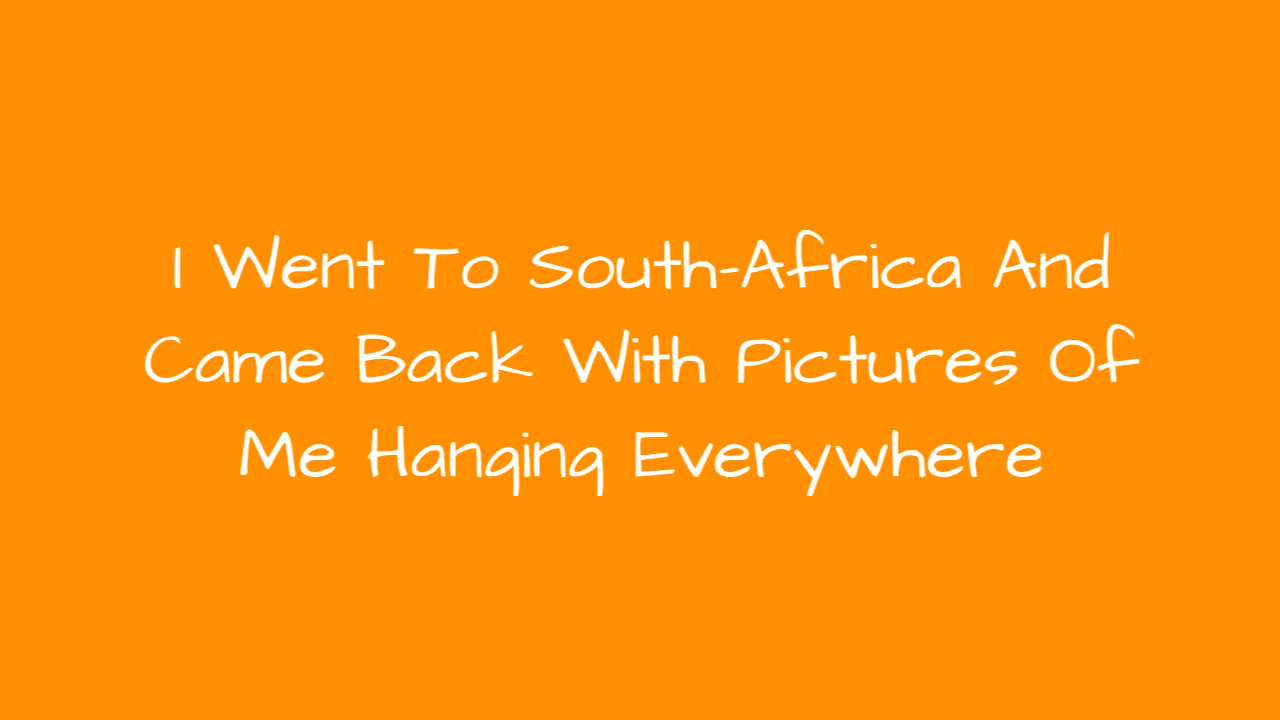 I Went To South-Africa And
Came Back With Pictures Of
Me Hanging Everywhere